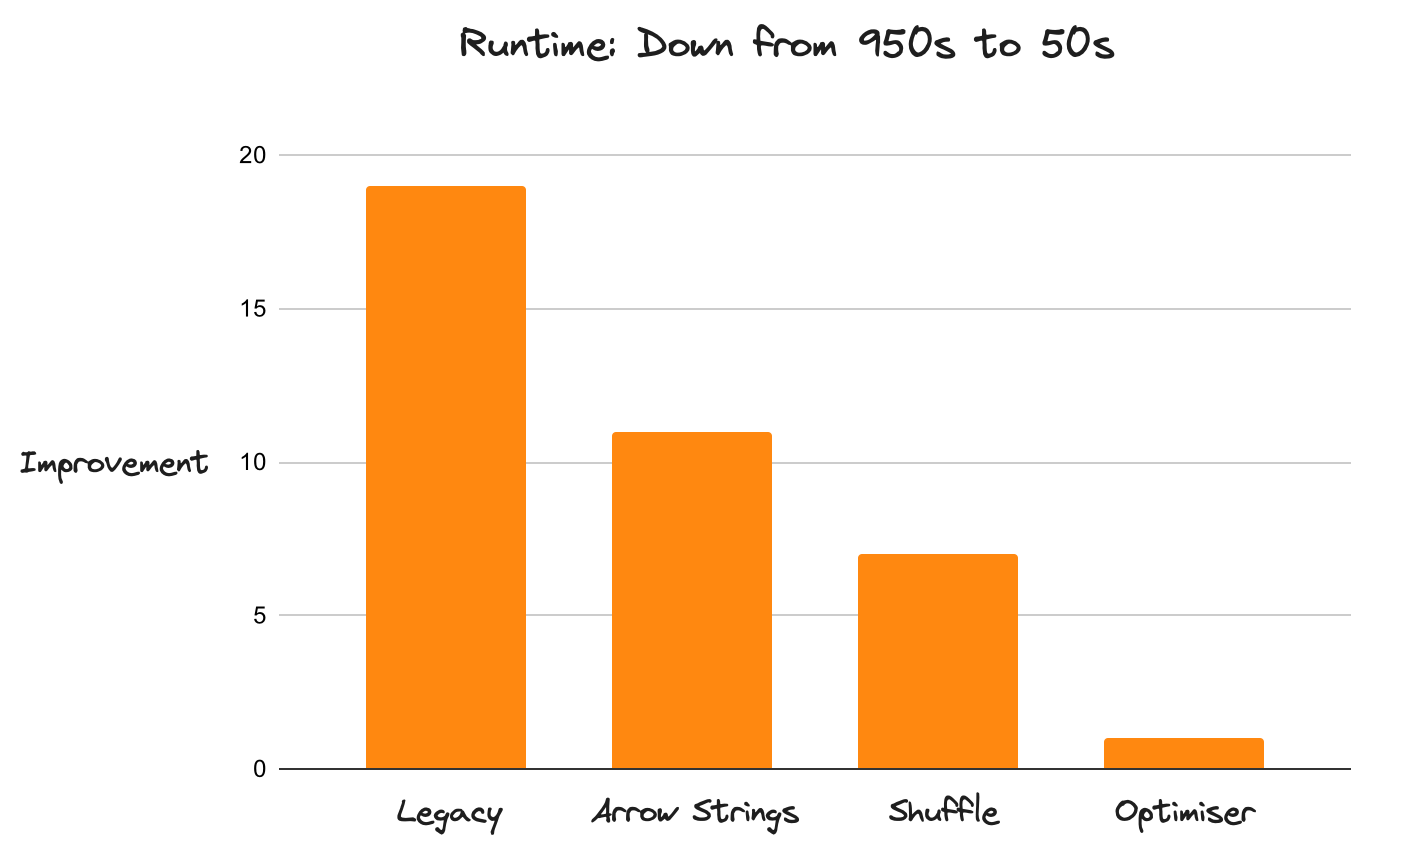 Runtime: Down from 950s to 50s
20
15
Improvement 10
5
0
Legacy Arrow Strings Shuffle Optimiser